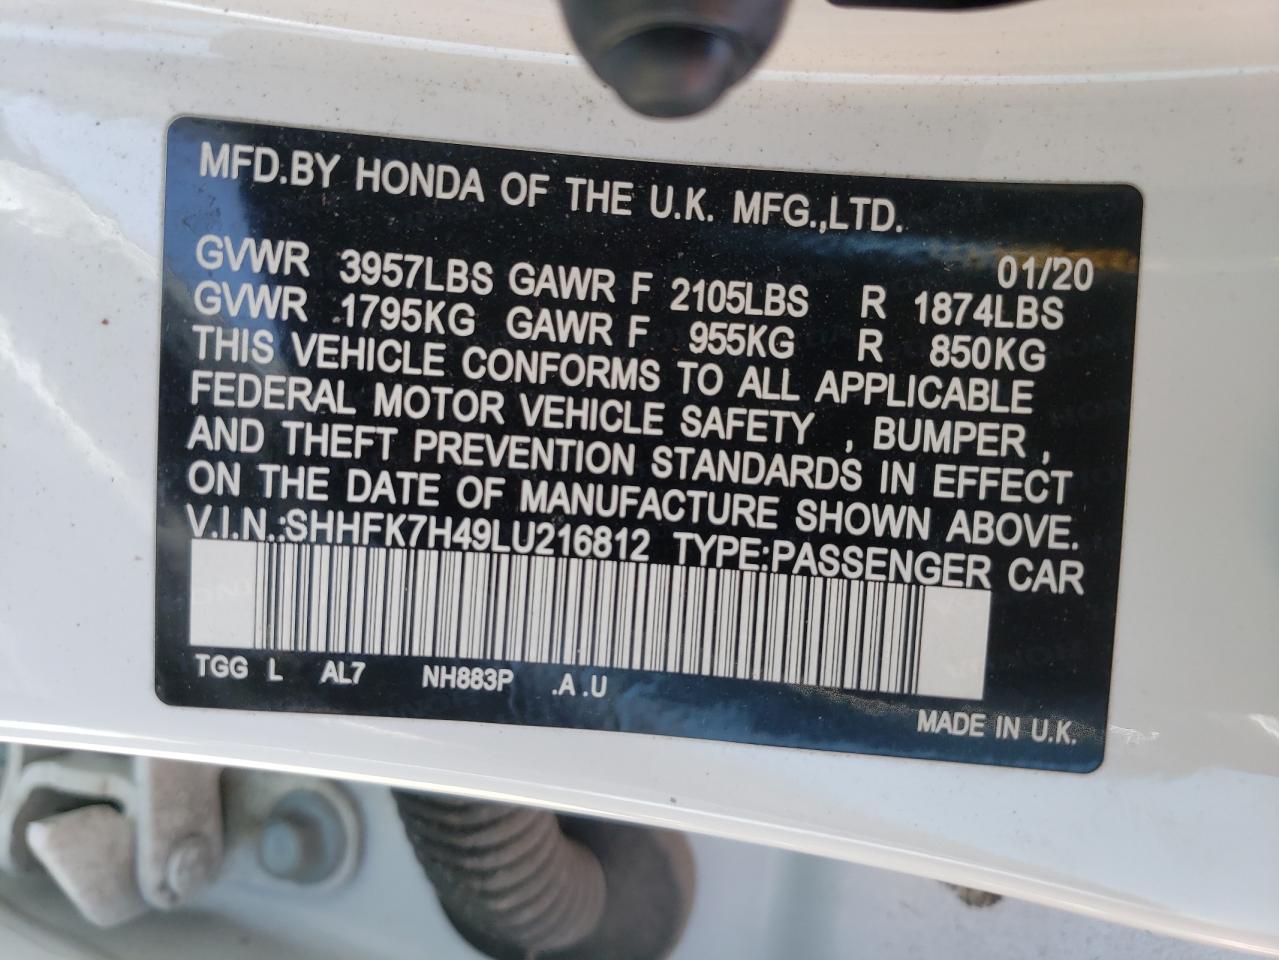 MFD.BY HONDA OF THE U.K. MFG.,LTD.
01/20
GVWR 3957LBS GAWR F 2105LBS R 1874LBS
GVWR 1795KG GAWR F 955KG R 850KG
THIS VEHICLE CONFORMS TO ALL APPLICABLE
FEDERAL MOTOR VEHICLE SAFETY , BUMPER ,
AND THEFT PREVENTION STANDARDS IN EFFECT
ON THE DATE OF MANUFACTURE SHOWN ABOVE.
V.I.N.:SHHFK7H49LU216812 TYPE:PASSENGER CAR
TGG L AL7 NH883P .A .U
MADE IN U.K.